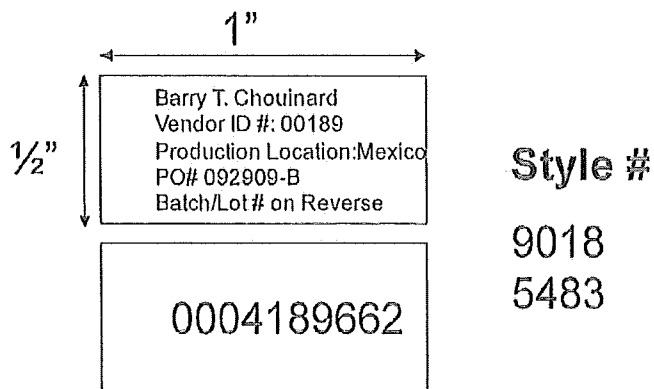 1”
½”
Barry T. Chouinard
Vendor ID #: 00189
Production Location:Mexico
PO# 092909-B
Batch/Lot # on Reverse
0004189662
Style #
9018
5483